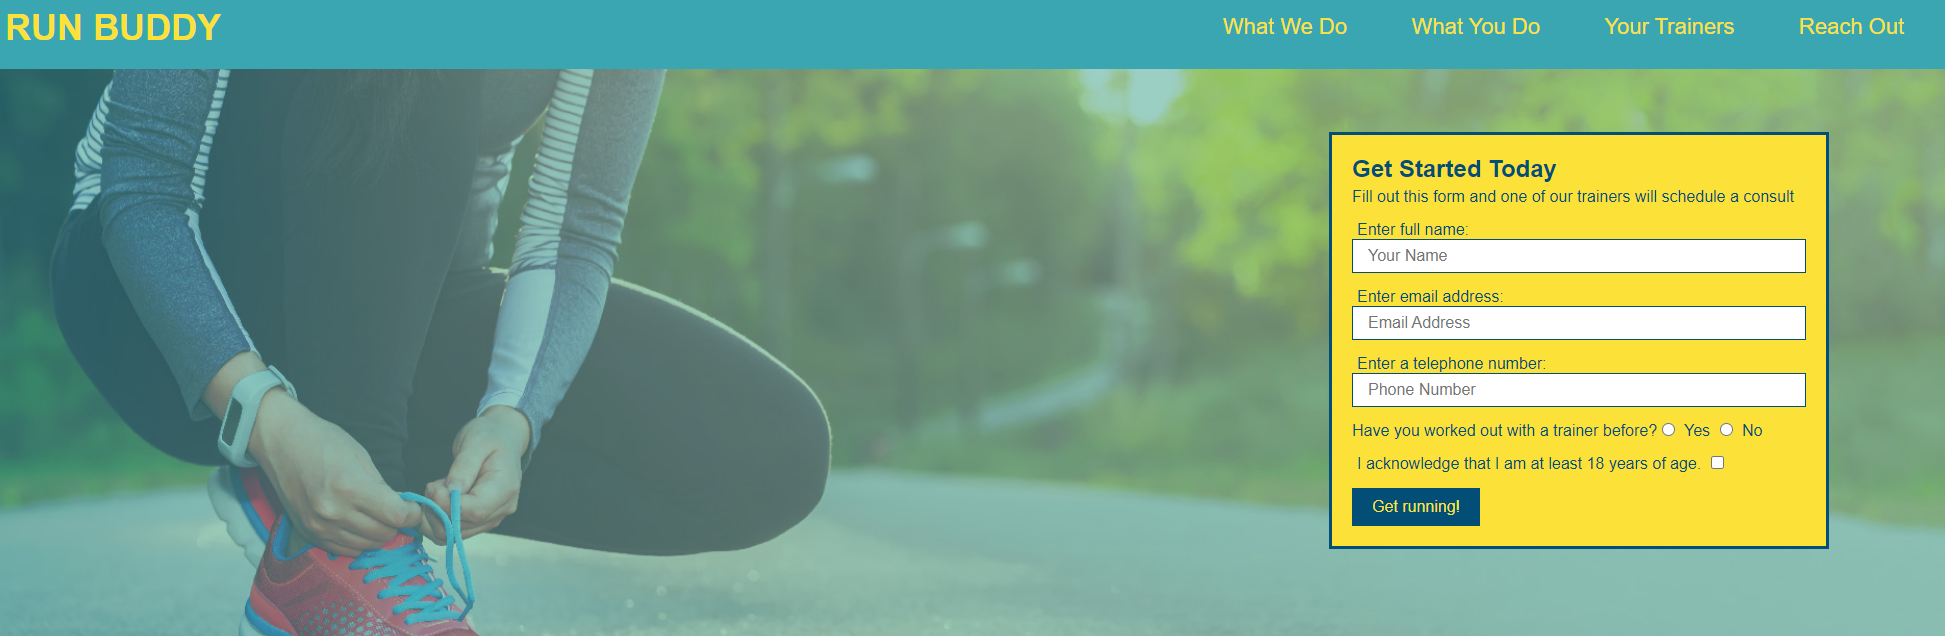 RUN BUDDY
What We Do
What You Do
Your Trainers
Reach Out
Get Started Today
Fill out this form and one of our trainers will schedule a consult
Enter full name:
Your Name
Enter email address:
Email Address
Enter a telephone number:
Phone Number
Have you worked out with a trainer before? Yes No
I acknowledge that I am at least 18 years of age.
Get running!